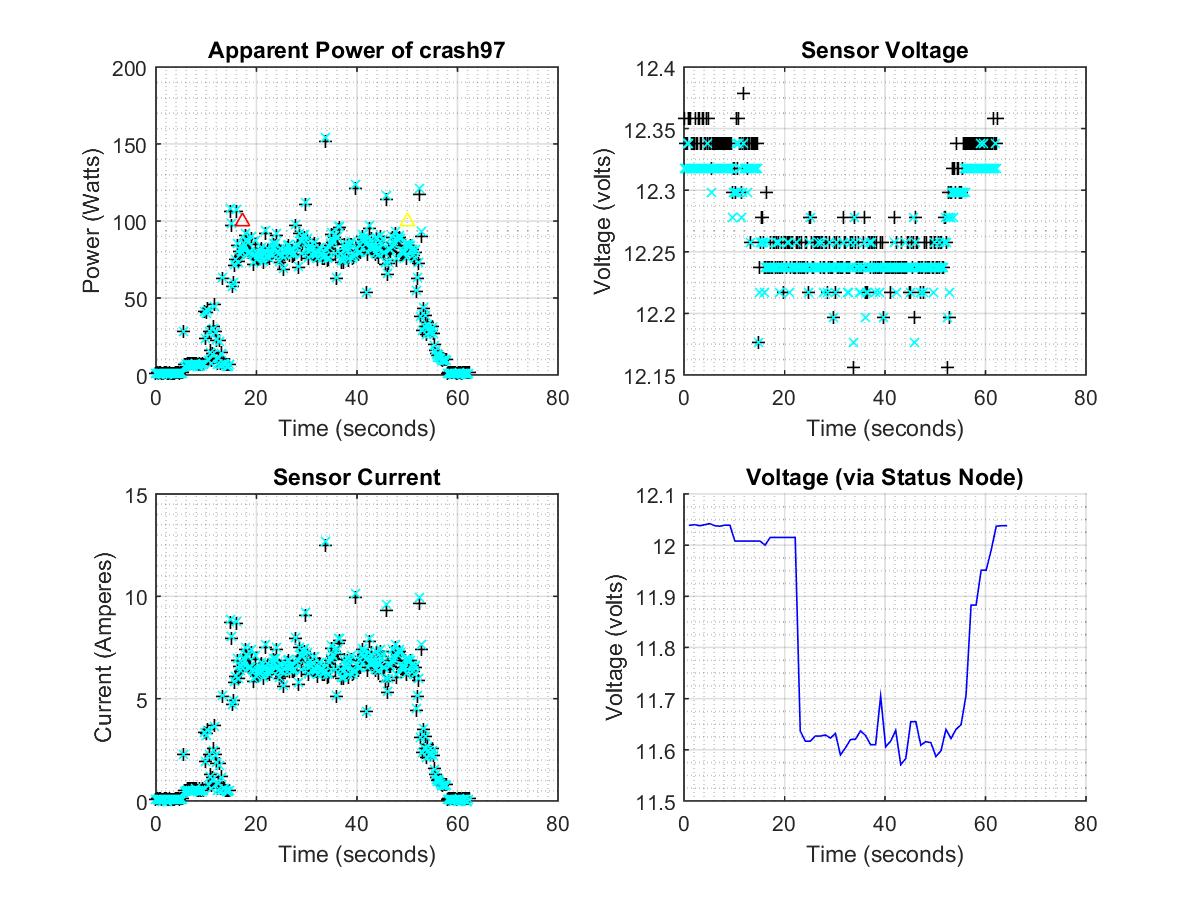 Apparent Power of crash97
200
150
100
50
0
Power (Watts)
0 20 40 60 80
Time (seconds)
Sensor Voltage
12.4
12.35
12.3
12.25
12.2
12.15
Voltage (volts)
0 20 40 60 80
Time (seconds)
Sensor Current
15
10
5
0
Current (Amperes)
0 20 40 60 80
Time (seconds)
Voltage (via Status Node)
12.1
12
11.9
11.8
11.7
11.6
11.5
Voltage (volts)
0 20 40 60 80
Time (seconds)